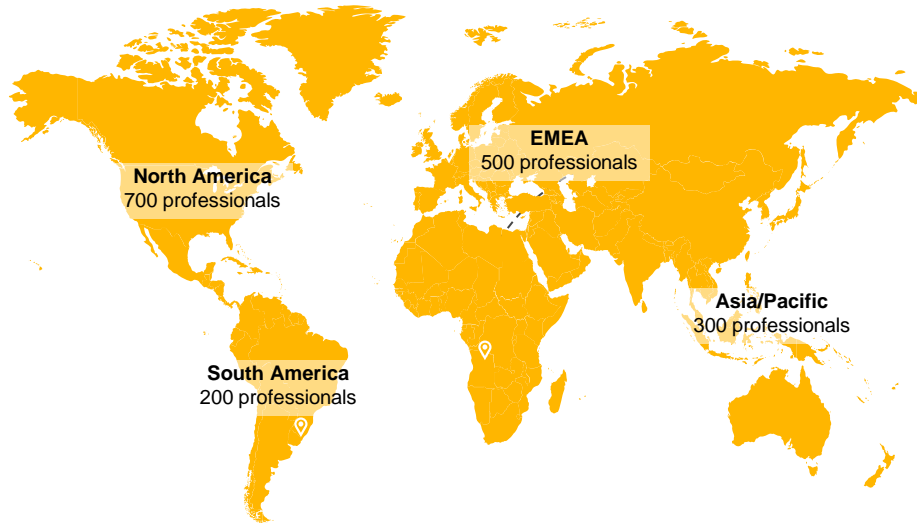 EMEA
500 professionals
North America
700 professionals
Asia/Pacific
300 professionals
South America
200 professionals